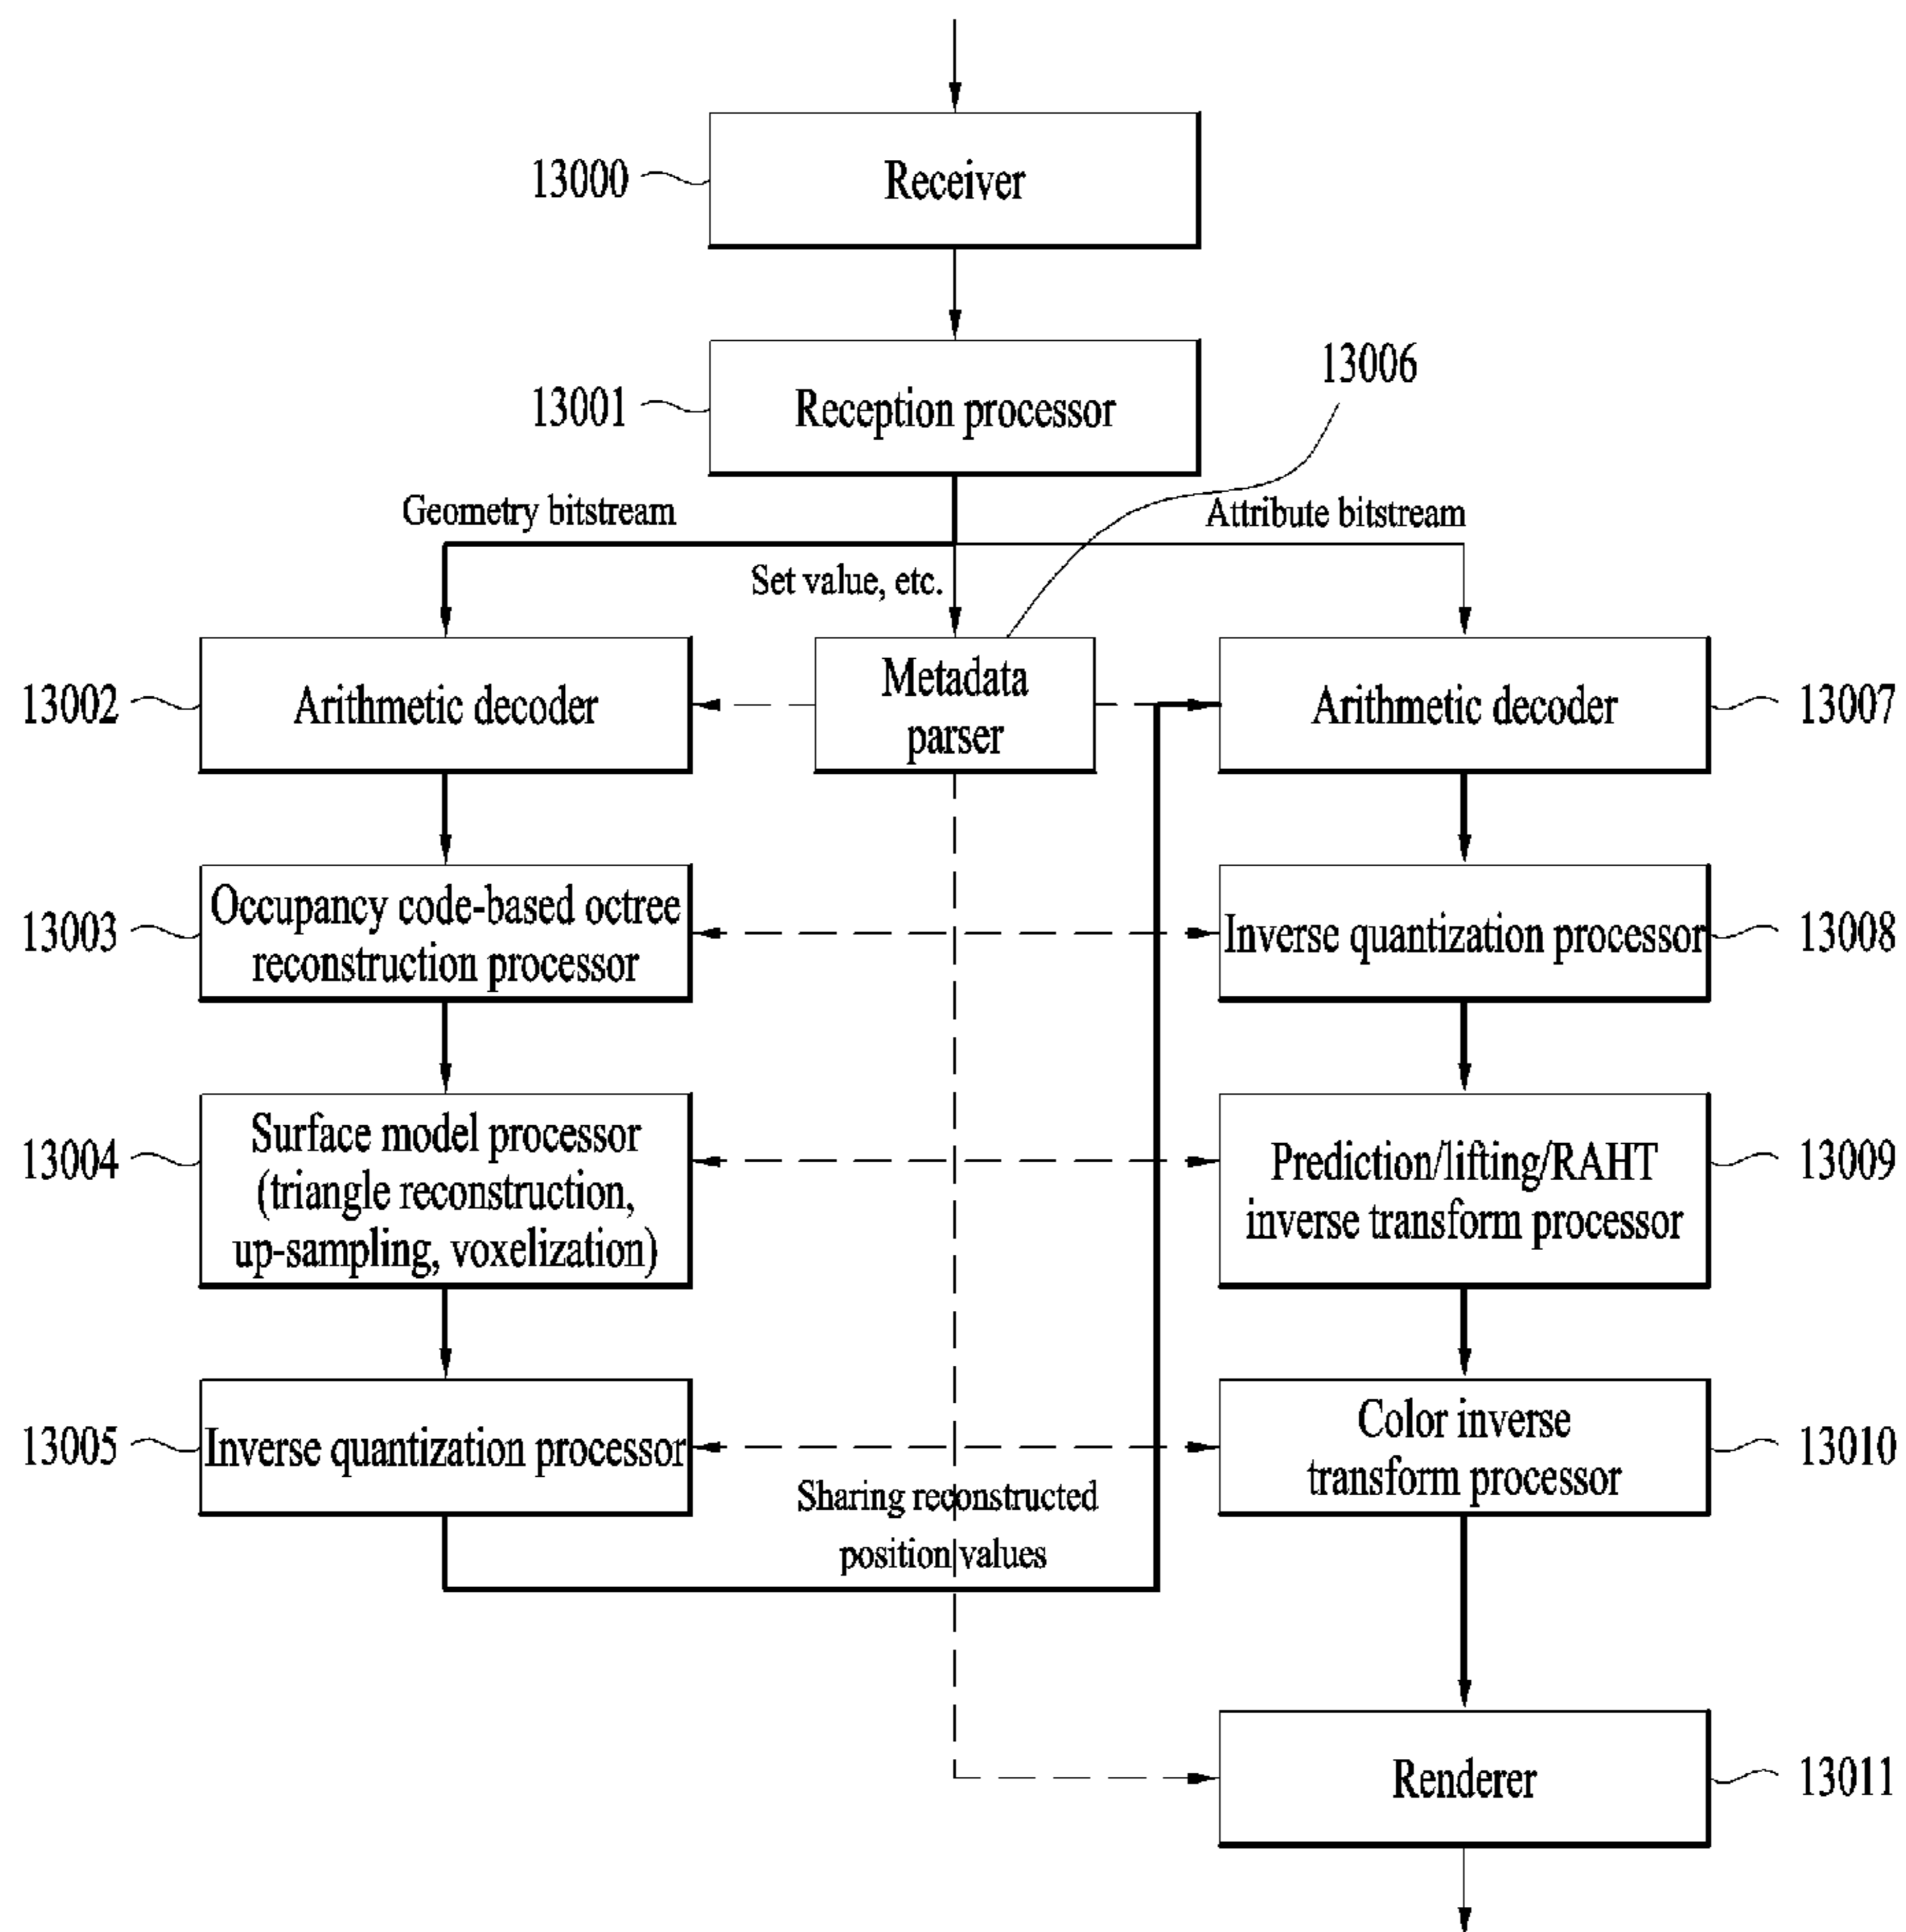 13000
Receiver
13001
Reception processor
13006
Geometry bitstream
Attribute bitstream
Set value, etc.
13002
Arithmetic decoder
Metadata
parser
Arithmetic decoder
13007
13003
Occupancy code-based octree
reconstruction processor
Inverse quantization processor
13008
13004
Surface model processor
(triangle reconstruction,
up-sampling, voxelization)
Prediction/lifting/RAHT
inverse transform processor
13009
13005
Inverse quantization processor
Color inverse
transform processor
13010
Sharing reconstructed
position values
Renderer
13011